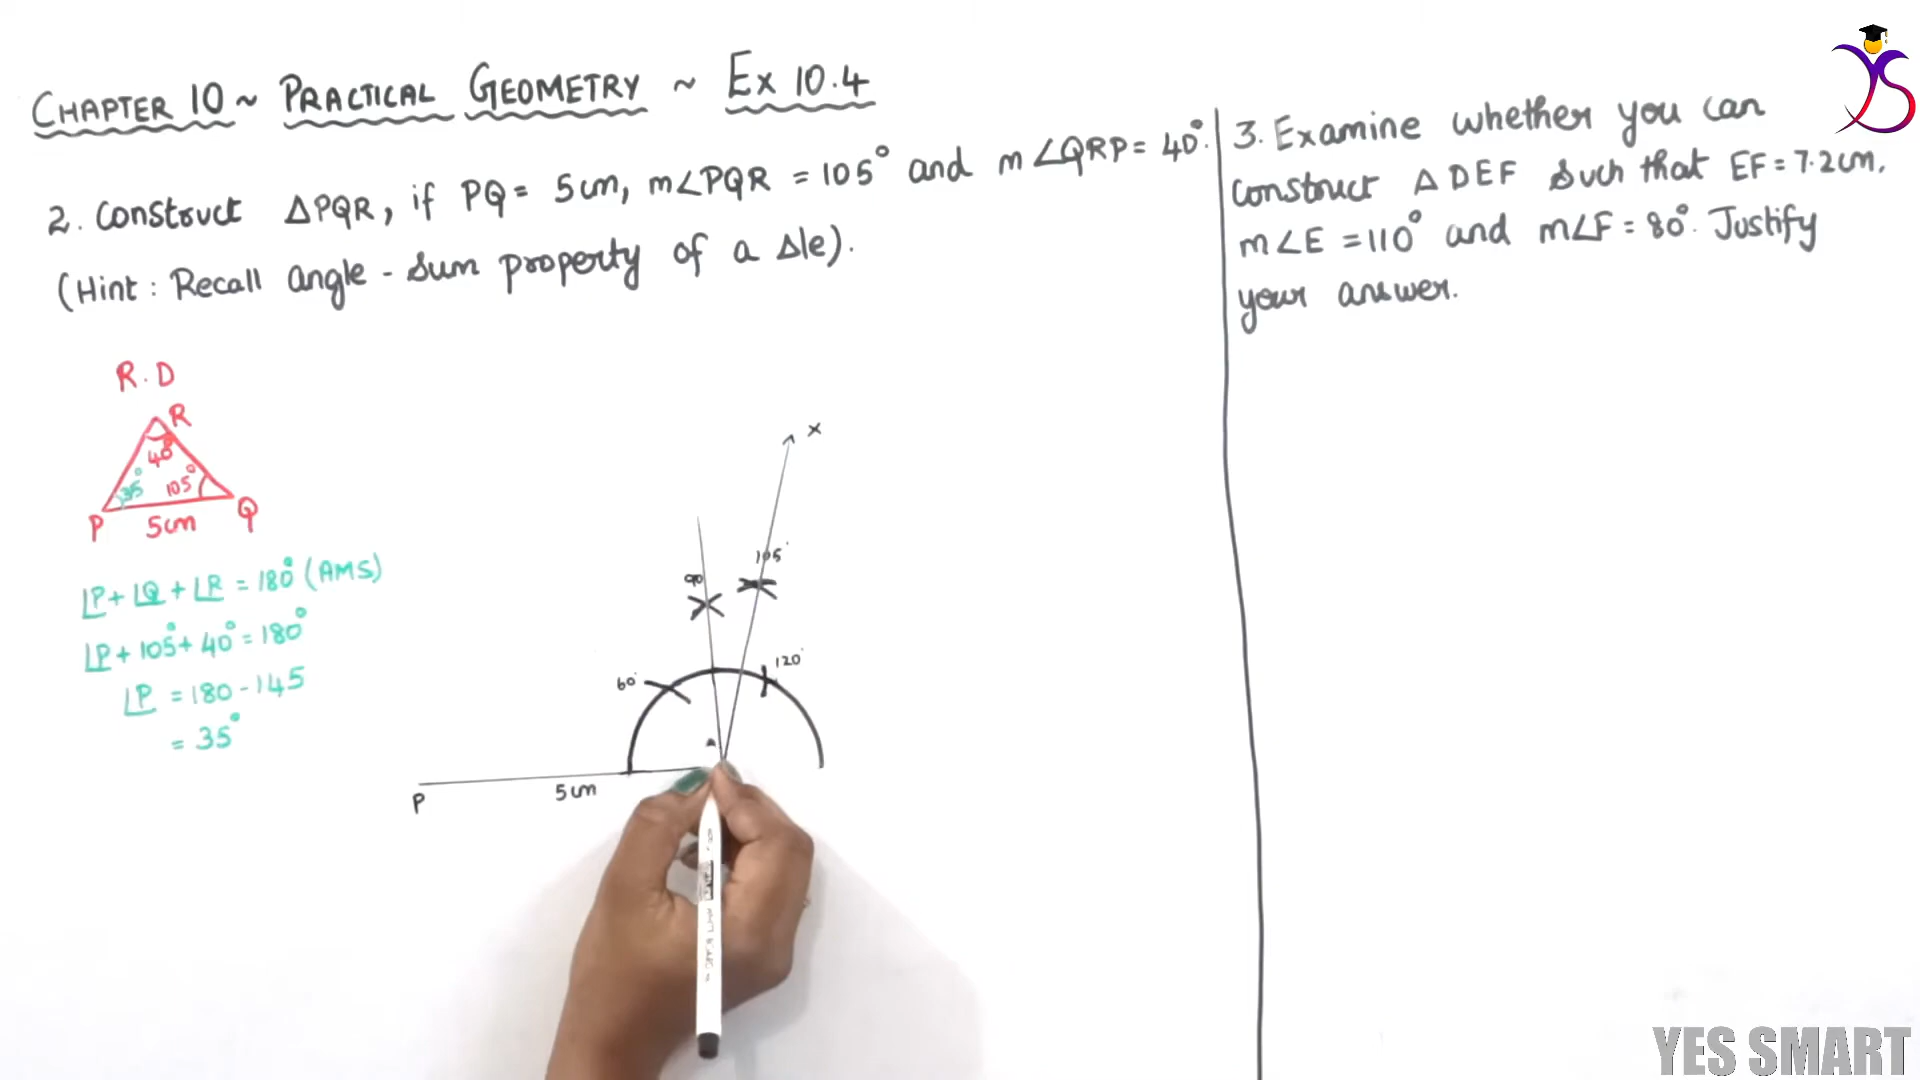 CHAPTER 10 ~ PRACTICAL GEOMETRY ~ EX 10.4
2. Construct ΔPQR, if PQ = 5cm, m∠PQR = 105° and m∠QRP = 40°.
(Hint : Recall angle - sum property of a Δle).
R.D
R
40°
35° 105°
P 5cm Q
∠P + ∠Q + ∠R = 180° (AMS)
∠P + 105° + 40° = 180°
∠P = 180 - 145
= 35°
X
105°
90
120°
60°
P 5cm
3. Examine whether you can
construct ΔDEF such that EF = 7.2cm,
m∠E = 110° and m∠F = 80°. Justify
your answer.
YS
YES SMART